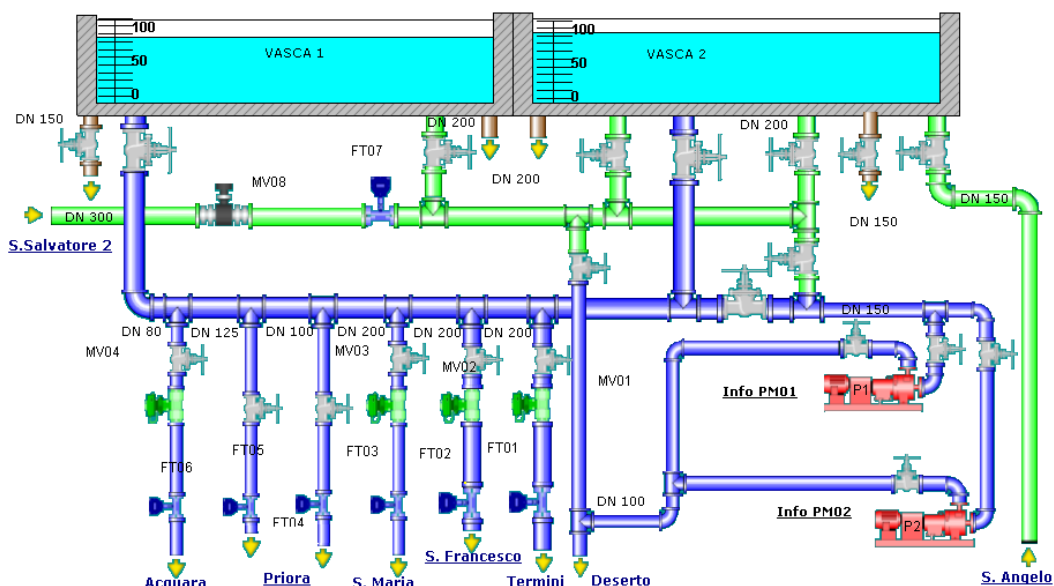 100
VASCA 1
50
0
100
VASCA 2
50
0
DN 150
DN 200
DN 200
FT07
DN 200
MV08
DN 300
DN 150
DN 150
S.Salvatore 2
DN 80
DN 125
DN 100
DN 200
DN 200
DN 200
DN 150
MV04
MV03
MV02
MV01
Info PM01
P1
FT06
FT05
FT03
FT02
FT01
DN 100
FT04
Info PM02
P2
Acquara
Priora
S. Maria
S. Francesco
Termini
Deserto
S. Angelo